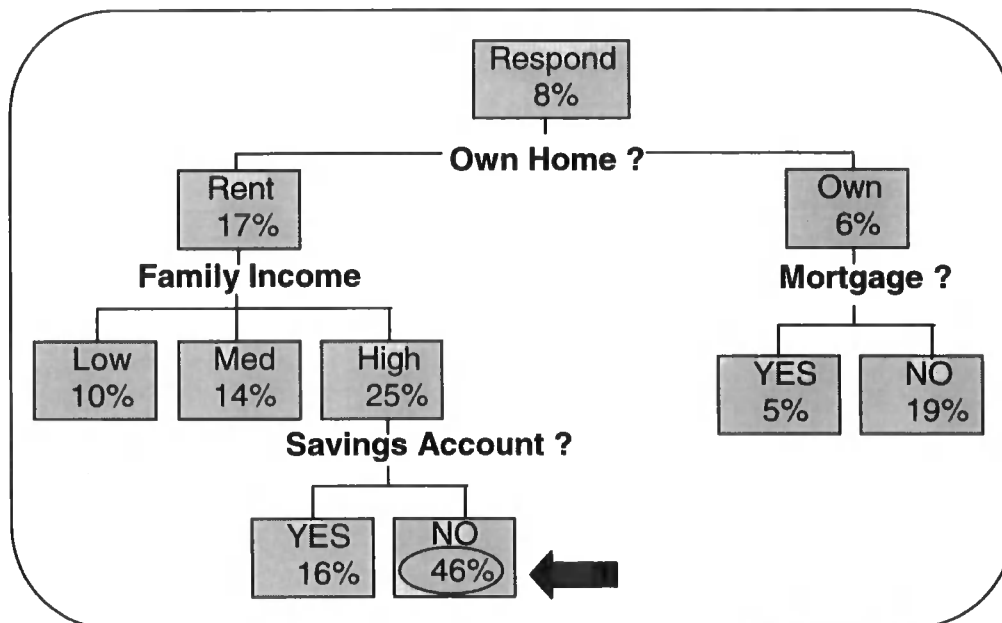 Respond
8%
Own Home ?
Rent
17%
Own
6%
Family Income
Mortgage ?
Low
10%
Med
14%
High
25%
YES
5%
NO
19%
Savings Account ?
YES
16%
NO
46%